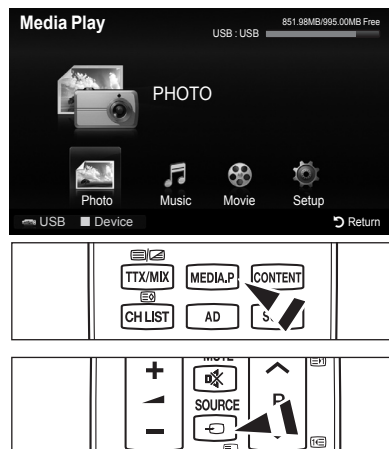 Media Play
851.98MB/995.00MB Free
USB : USB
PHOTO
Photo Music Movie Setup
USB Device Return
TTX/MIX MEDIA.P CONTENT
CH LIST AD
SOURCE
P